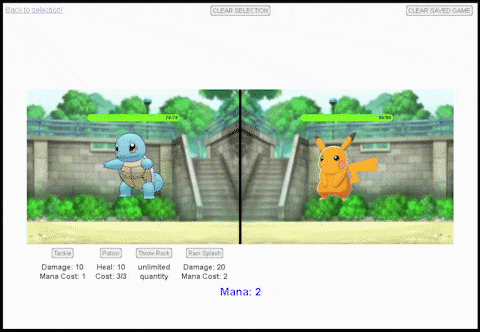 Back to selection!
CLEAR SELECTION
CLEAR SAVED GAME
Tackle
Potion
Throw Rock
Rain Splash
Damage: 10
Heal: 10
unlimited
Damage: 20
Mana Cost: 1
Cost: 3/3
quantity
Mana Cost: 2
Mana: 2